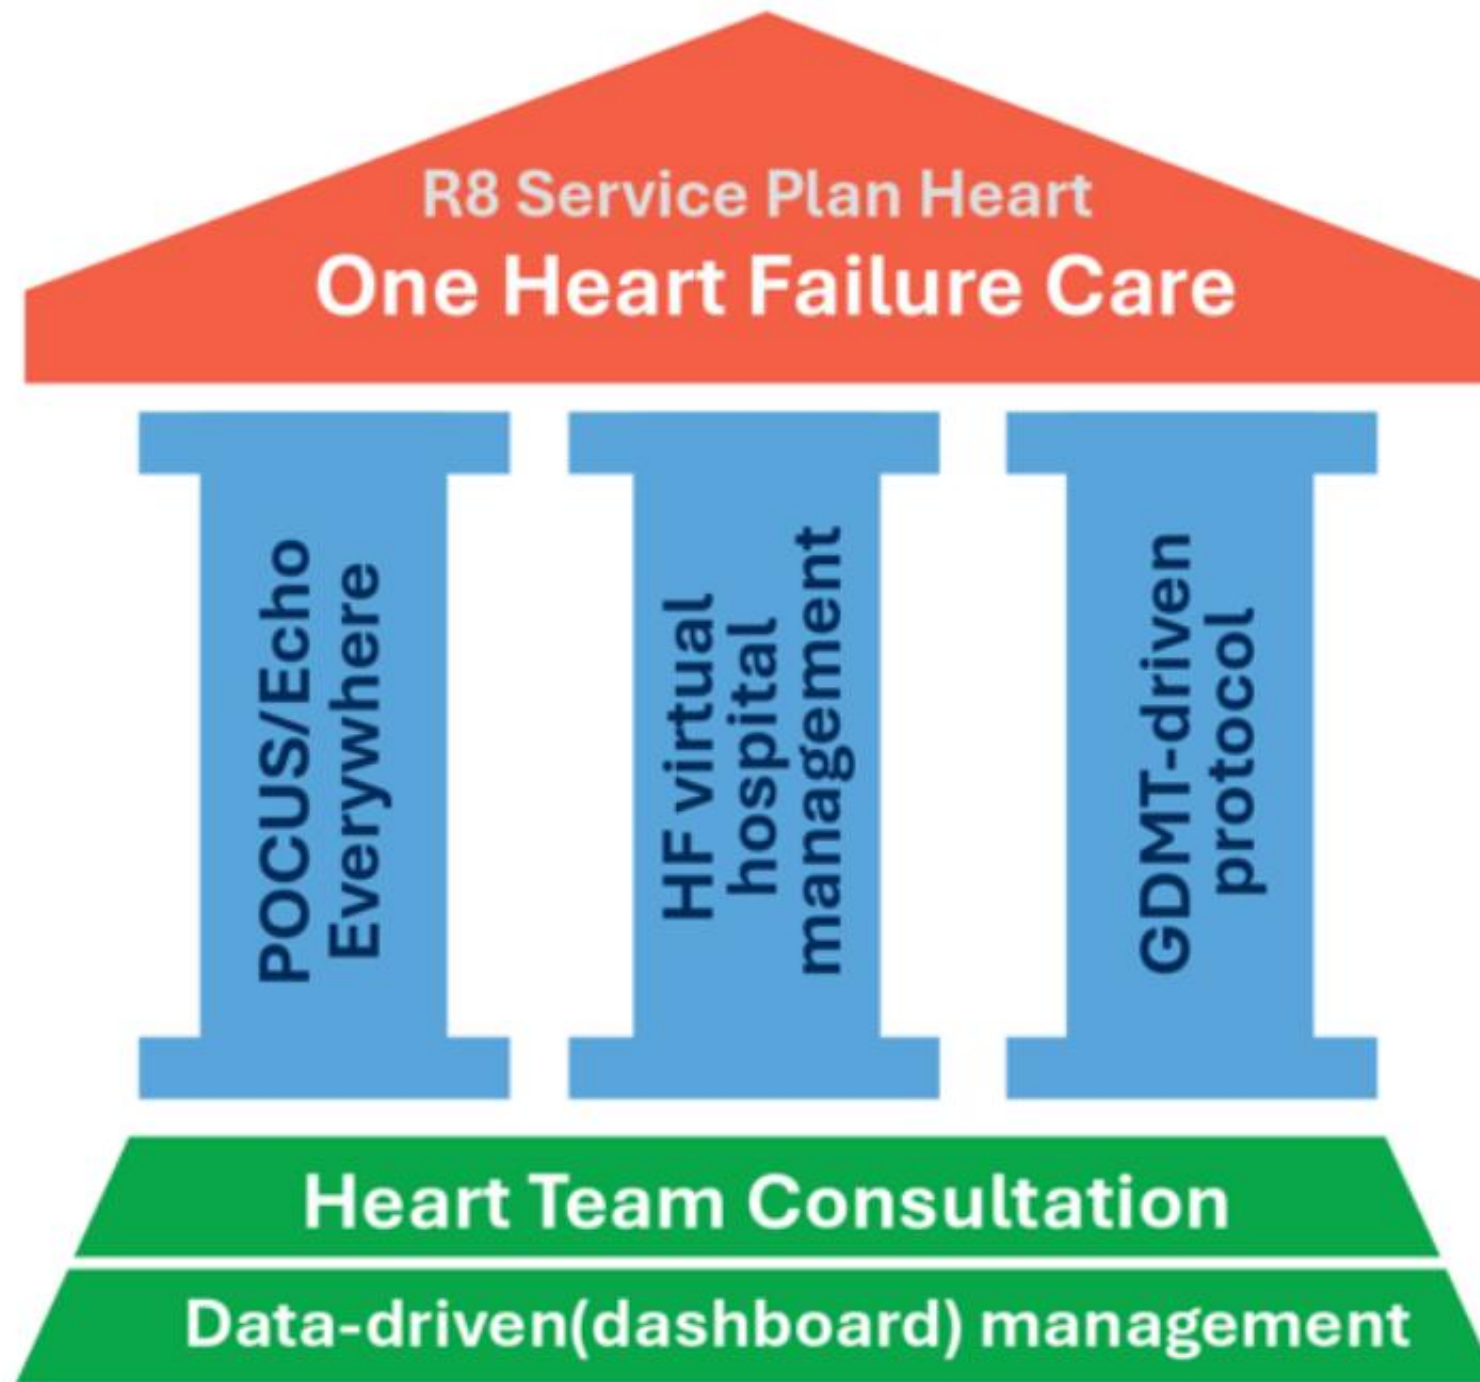 R8 Service Plan Heart
One Heart Failure Care
POCUS/Echo
Everywhere
HF virtual
hospital
management
GDMT-driven
protocol
Heart Team Consultation
Data-driven(dashboard) management